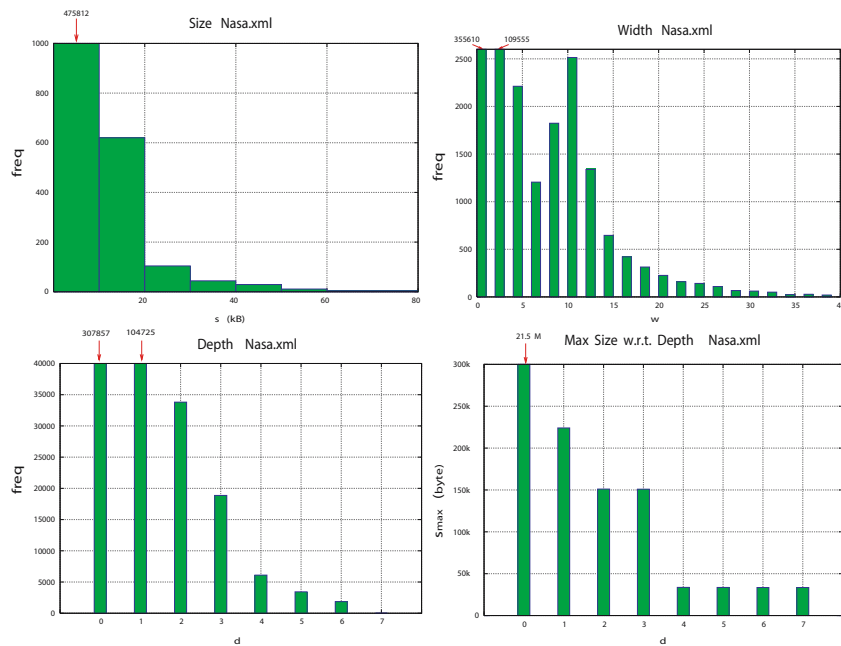 475812
Size Nasa.xml
1000
800
600
400
200
0
freq
20
40
60
80
s (kB)
355610
109555
Width Nasa.xml
2500
2000
1500
1000
500
0
freq
0
5
10
15
20
25
30
35
4
w
307857
104725
Depth Nasa.xml
40000
35000
30000
25000
20000
15000
10000
5000
0
freq
0
1
2
3
4
5
6
7
d
21.5 M
Max Size w.r.t. Depth Nasa.xml
300k
250k
200k
150k
100k
50k
0
smax (byte)
0
1
2
3
4
5
6
7
d